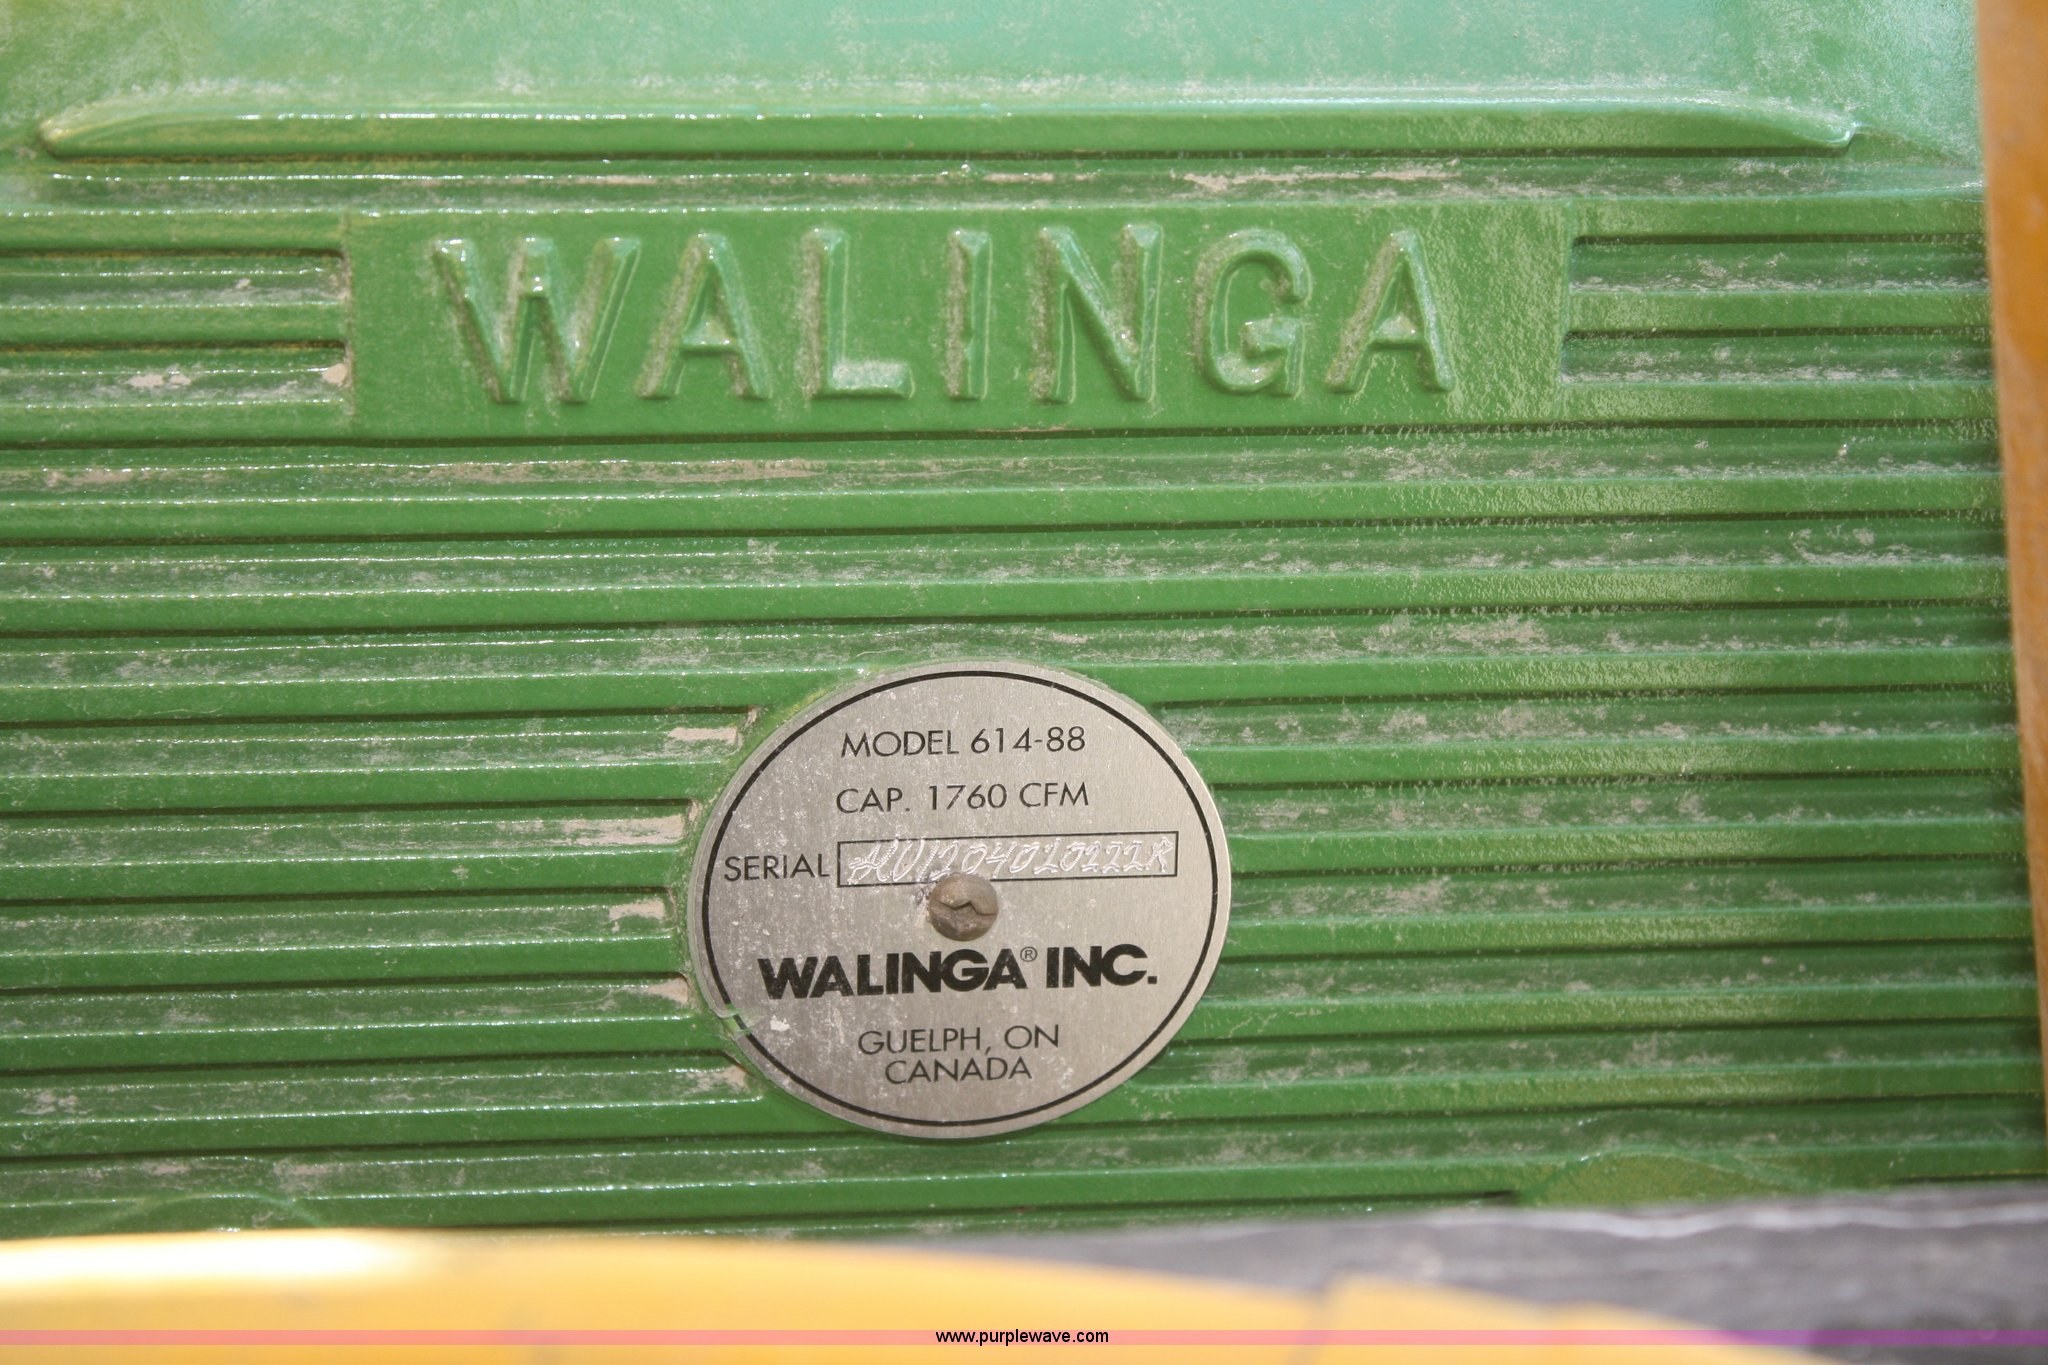 WALINGA
MODEL 614-88
CAP. 1760 CFM
SERIAL
WALINGA® INC.
GUELPH, ON
CANADA
www.purplewave.com